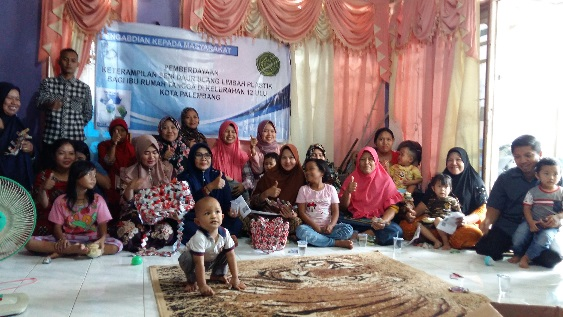 PENGABDIAN KEPADA MASYARAKAT
PEMBERDAYAAN
KETERAMPILAN SENI DAUR ULANG LIMBAH PLASTIK
BAGI IBU RUMAH TANGGA DI KELURAHAN 12 ULU
KOTA PALEMBANG